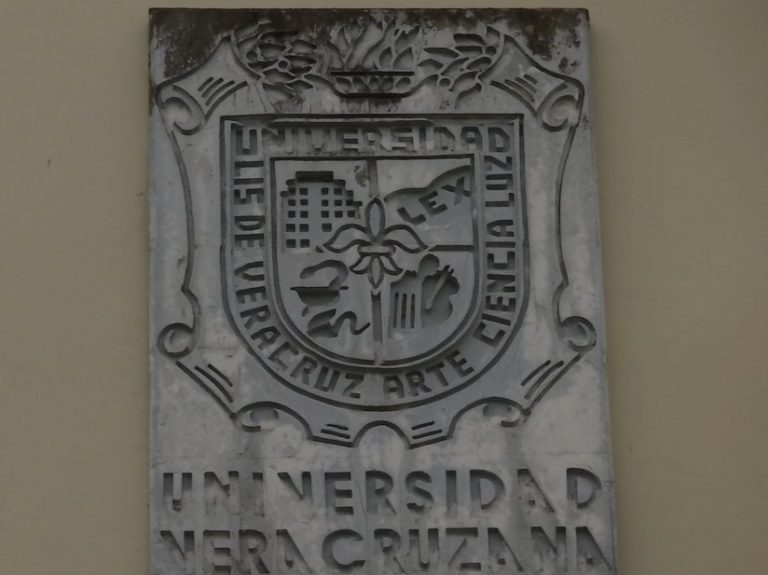 UNIVERSIDAD
LIS DE VERACRUZ ARTE CIENCIA LUZ
LEX
UNIVERSIDAD
VERACRUZANA